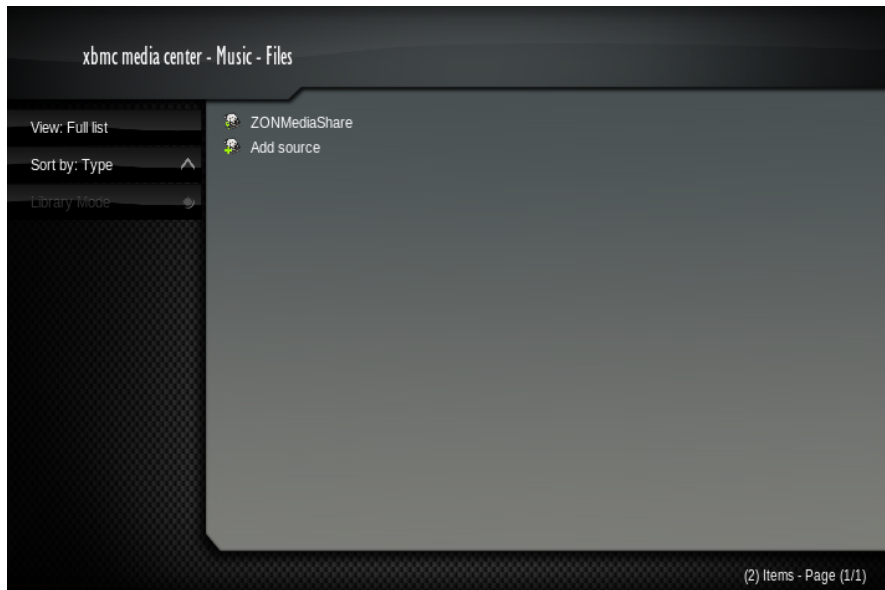 xbmc media center - Music - Files
View: Full list
Sort by: Type
Library Mode
ZONMediaShare
Add source
(2) Items - Page (1/1)